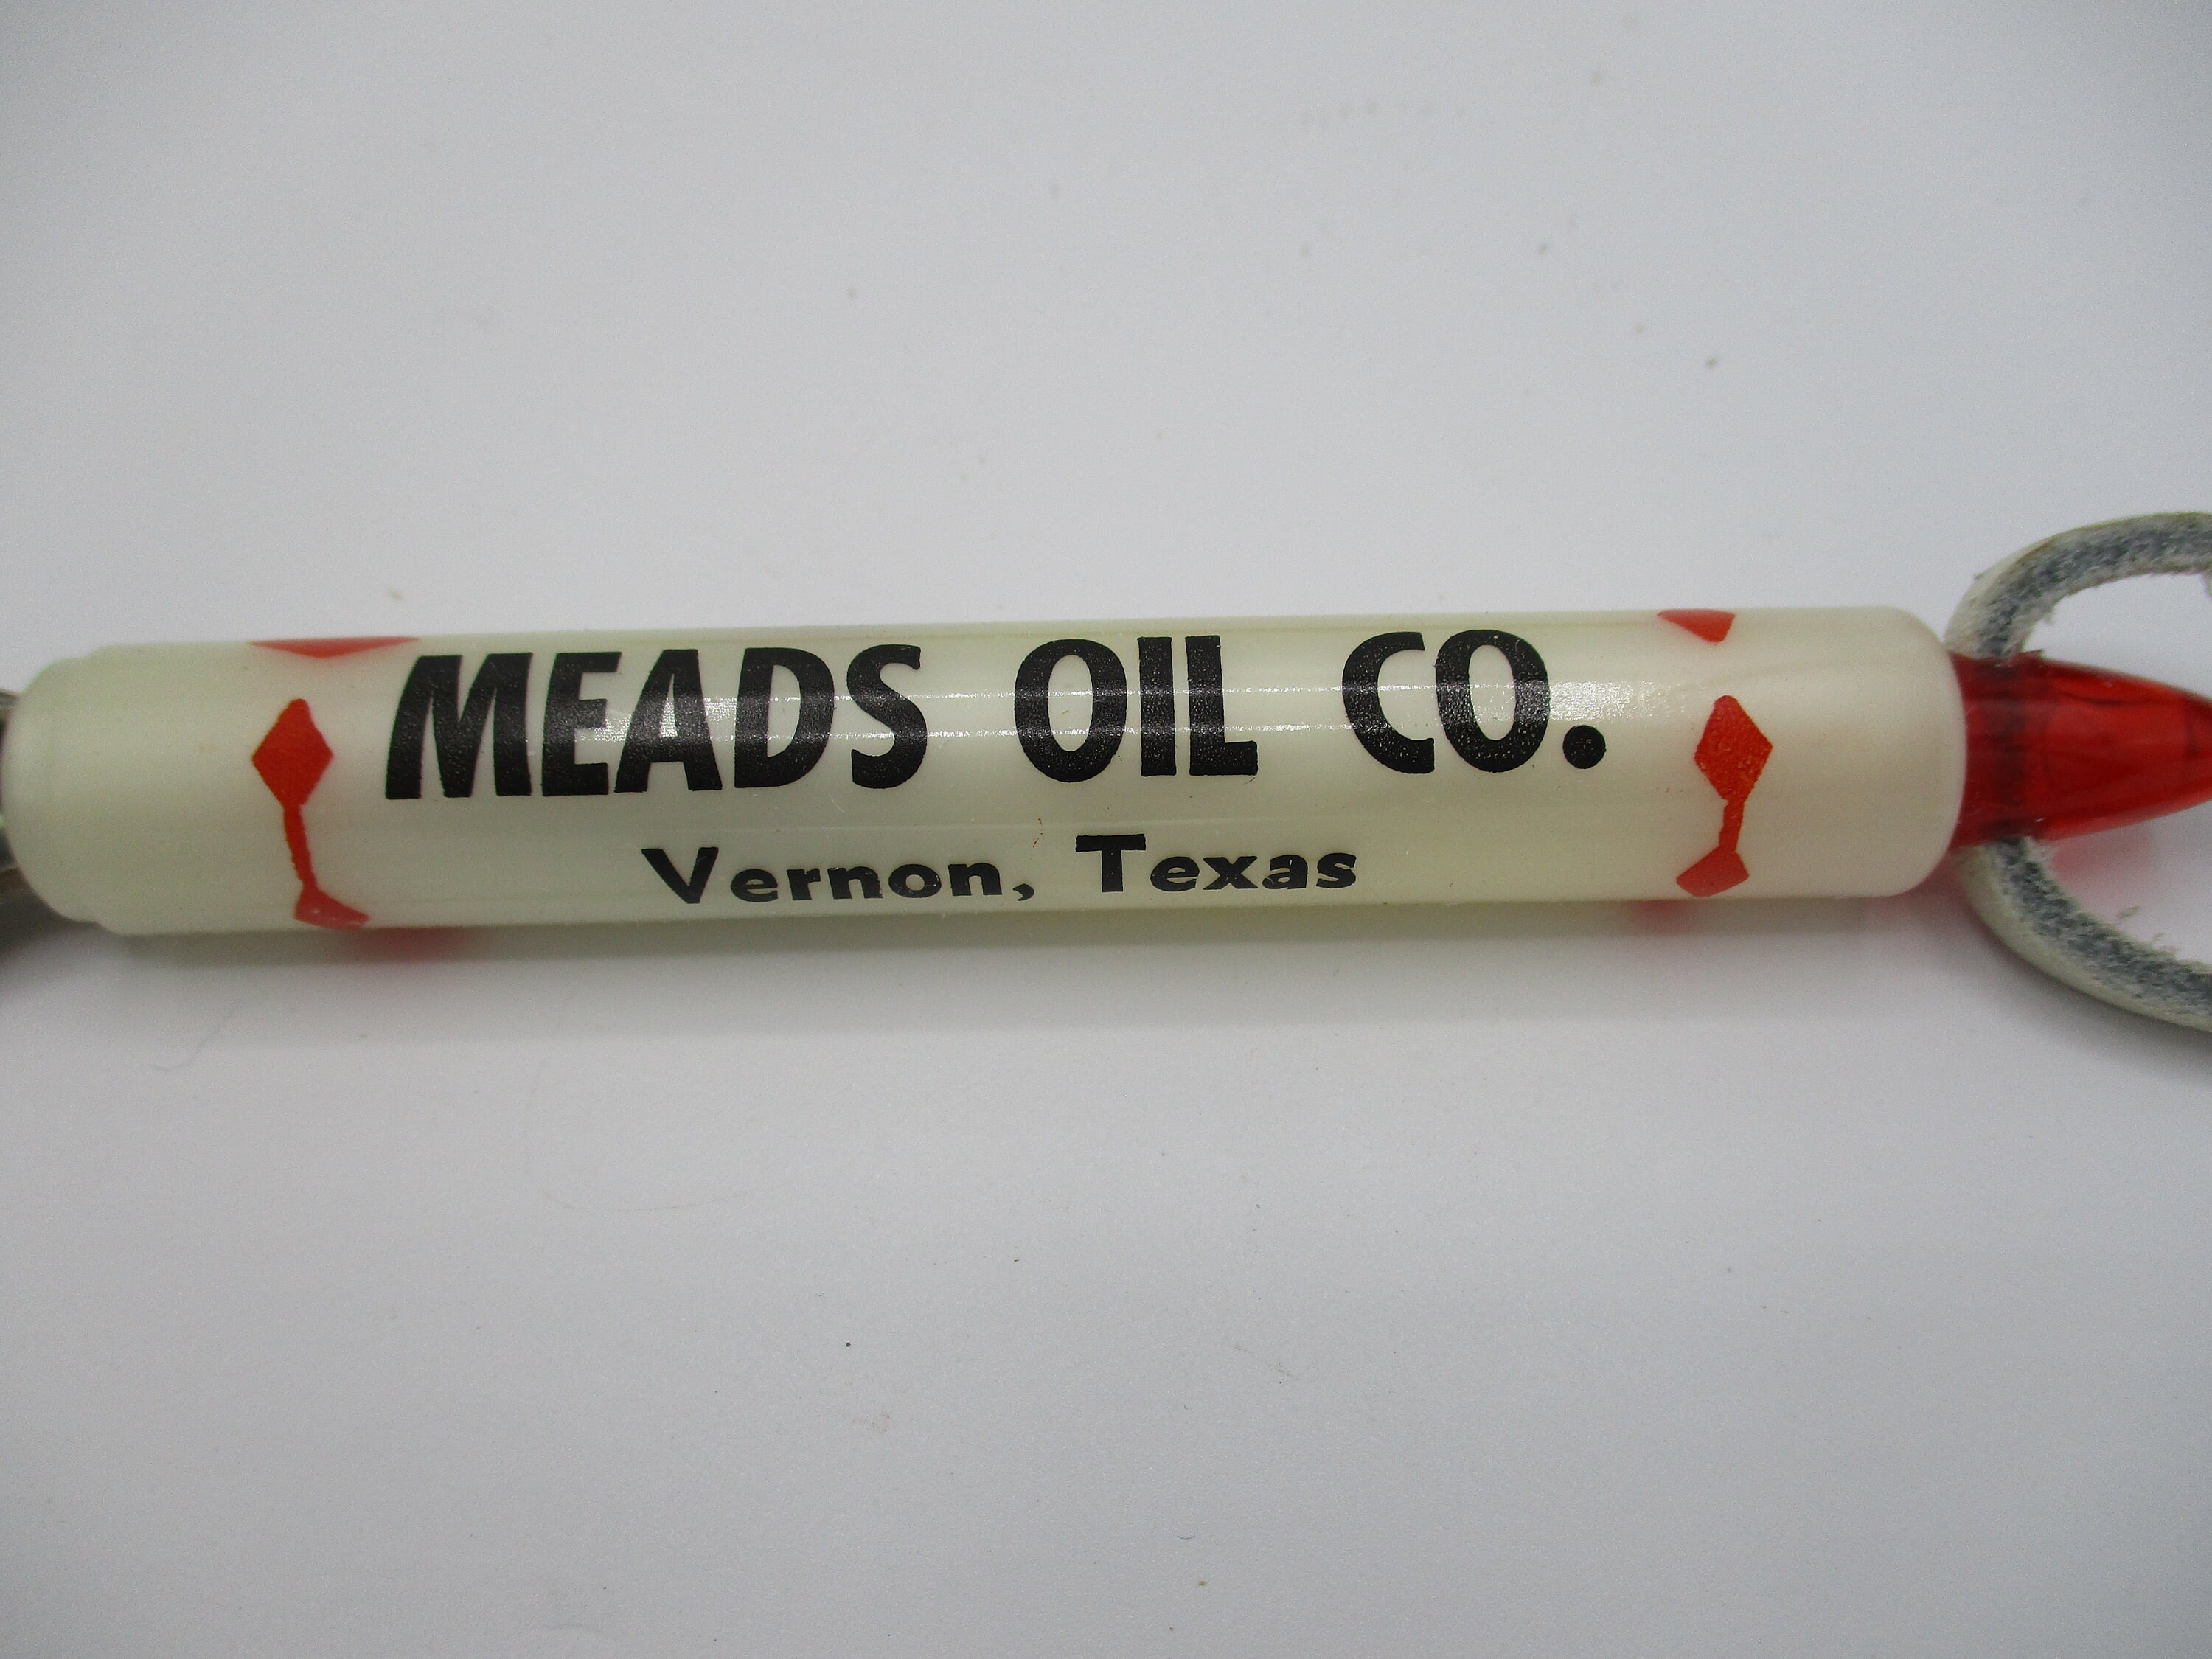 MEADS OIL CO.
Vernon, Texas